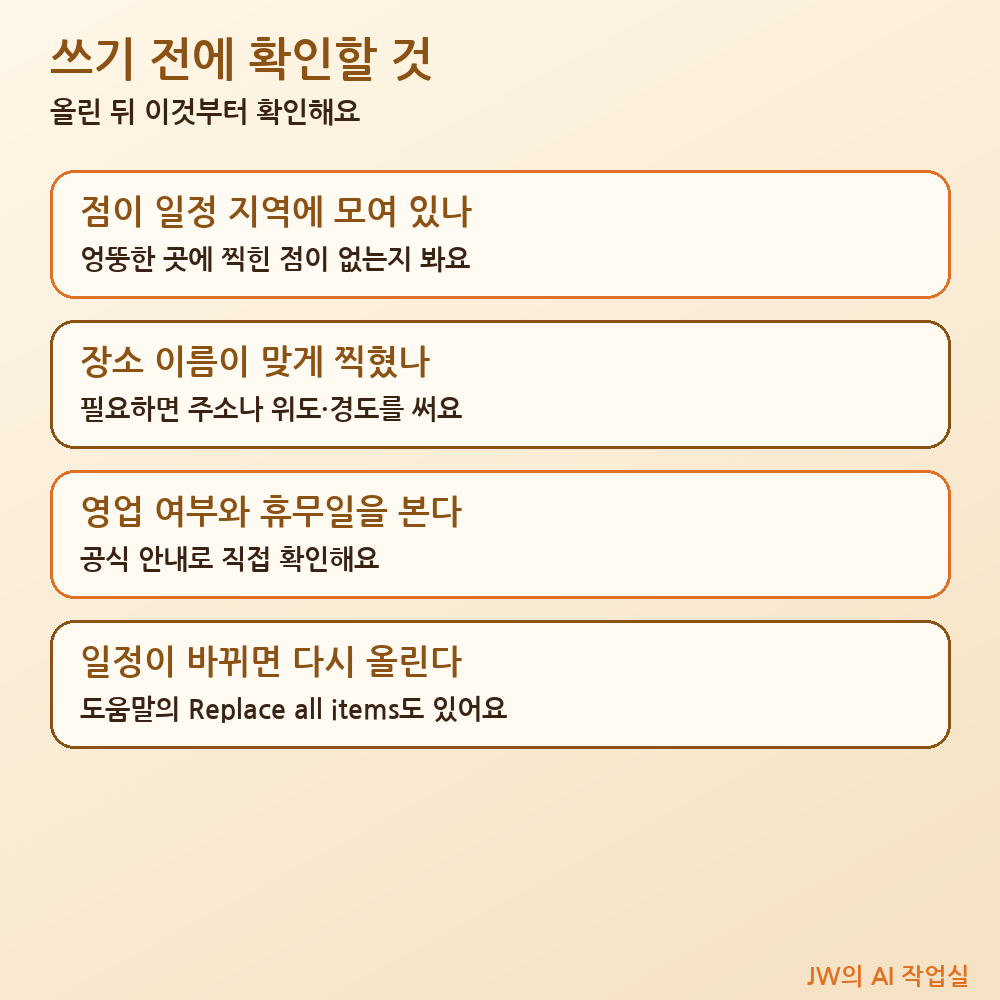 쓰기 전에 확인할 것
올린 뒤 이것부터 확인해요
점이 일정 지역에 모여 있나
엉뚱한 곳에 찍힌 점이 없는지 봐요
장소 이름이 맞게 찍혔나
필요하면 주소나 위도·경도를 써요
영업 여부와 휴무일을 본다
공식 안내로 직접 확인해요
일정이 바뀌면 다시 올린다
도움말의 Replace all items도 있어요
JW의 AI 작업실